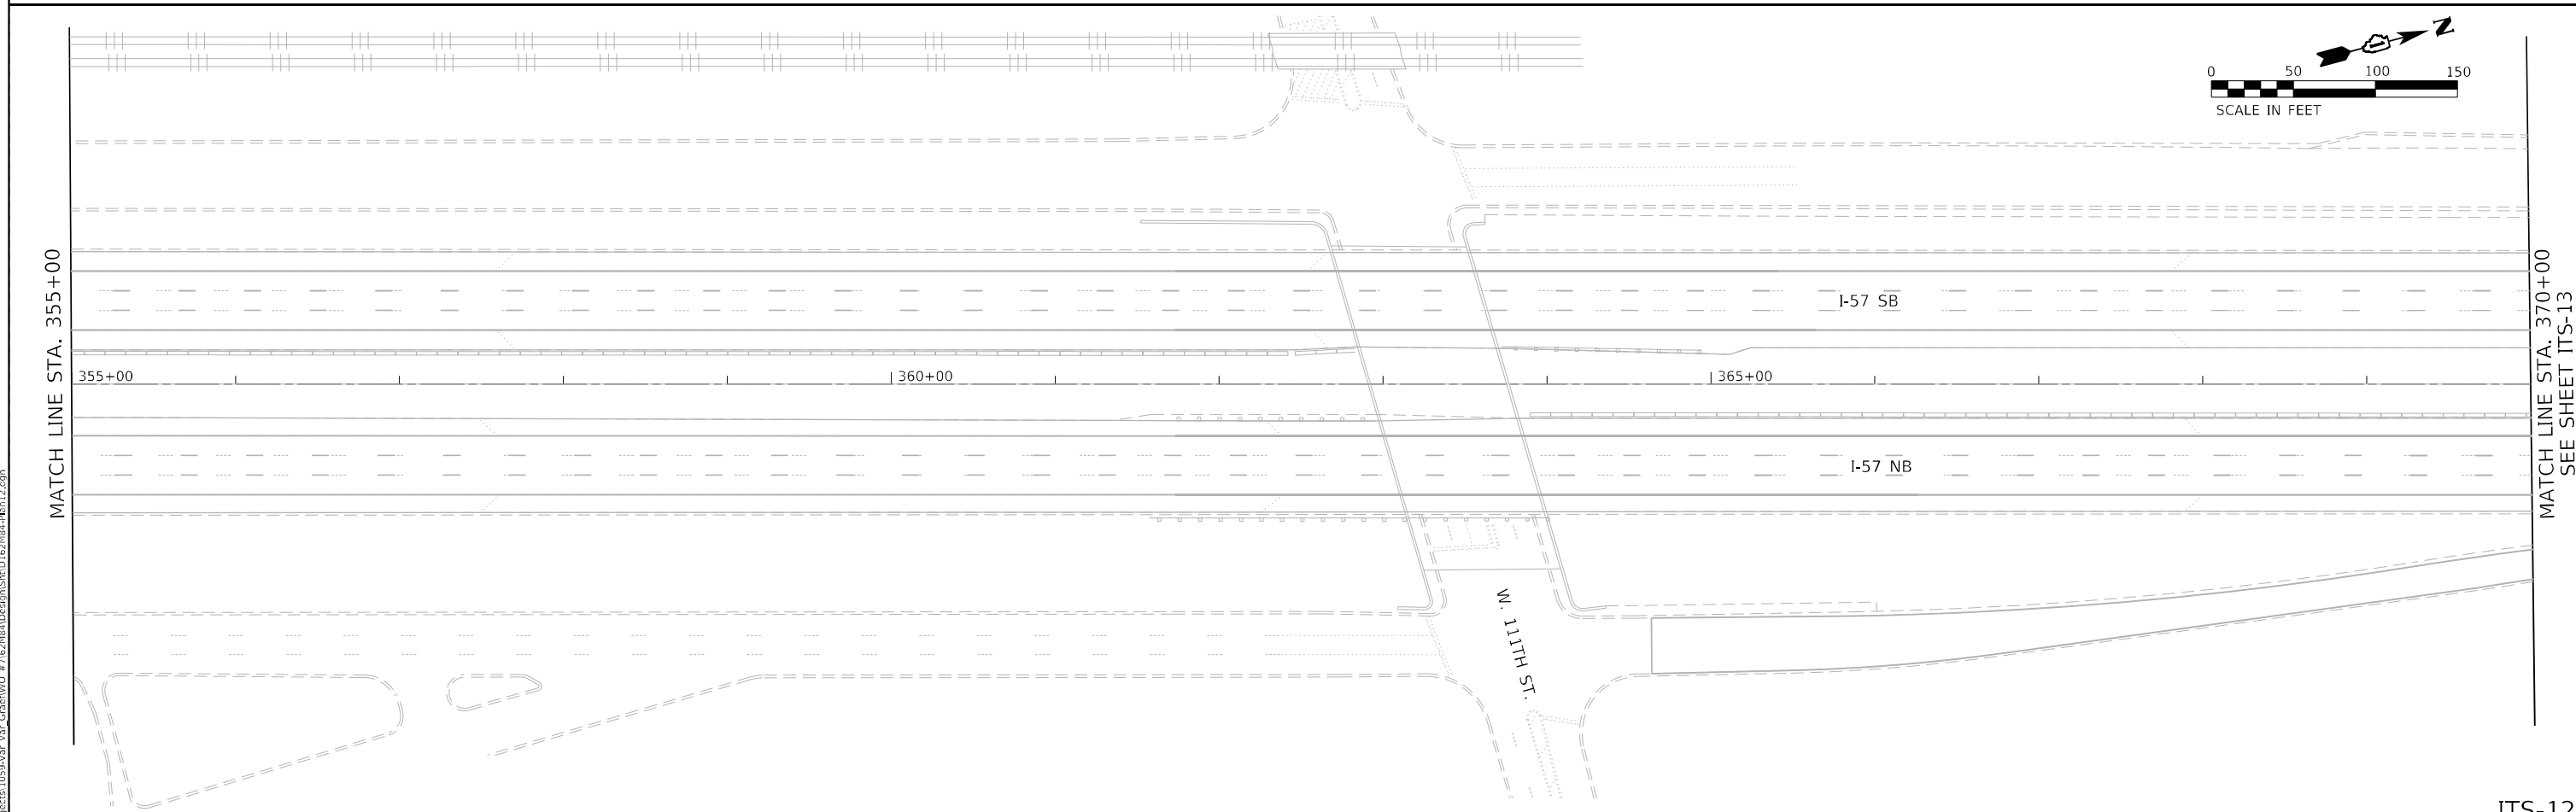 N
0 50 100 150
SCALE IN FEET
MATCH LINE STA. 355+00
I-57 SB
355+00
360+00
365+00
I-57 NB
W. 111TH ST.
MATCH LINE STA. 370+00
SEE SHEET ITS-13
ITS-12